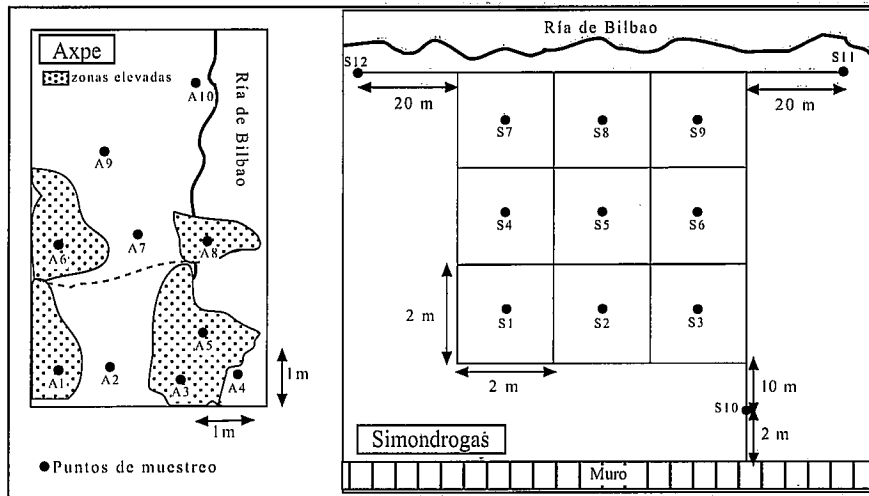 Axpe
zonas elevadas
Ría de Bilbao
A10
A9
A7
A6
A8
A5
A1
A2
A3
A4
1m
1m
Puntos de muestreo
Ría de Bilbao
S12
S11
20 m
20 m
S7
S8
S9
S4
S5
S6
2 m
S1
S2
S3
2 m
10 m
S10
2 m
Simondrogas
Muro